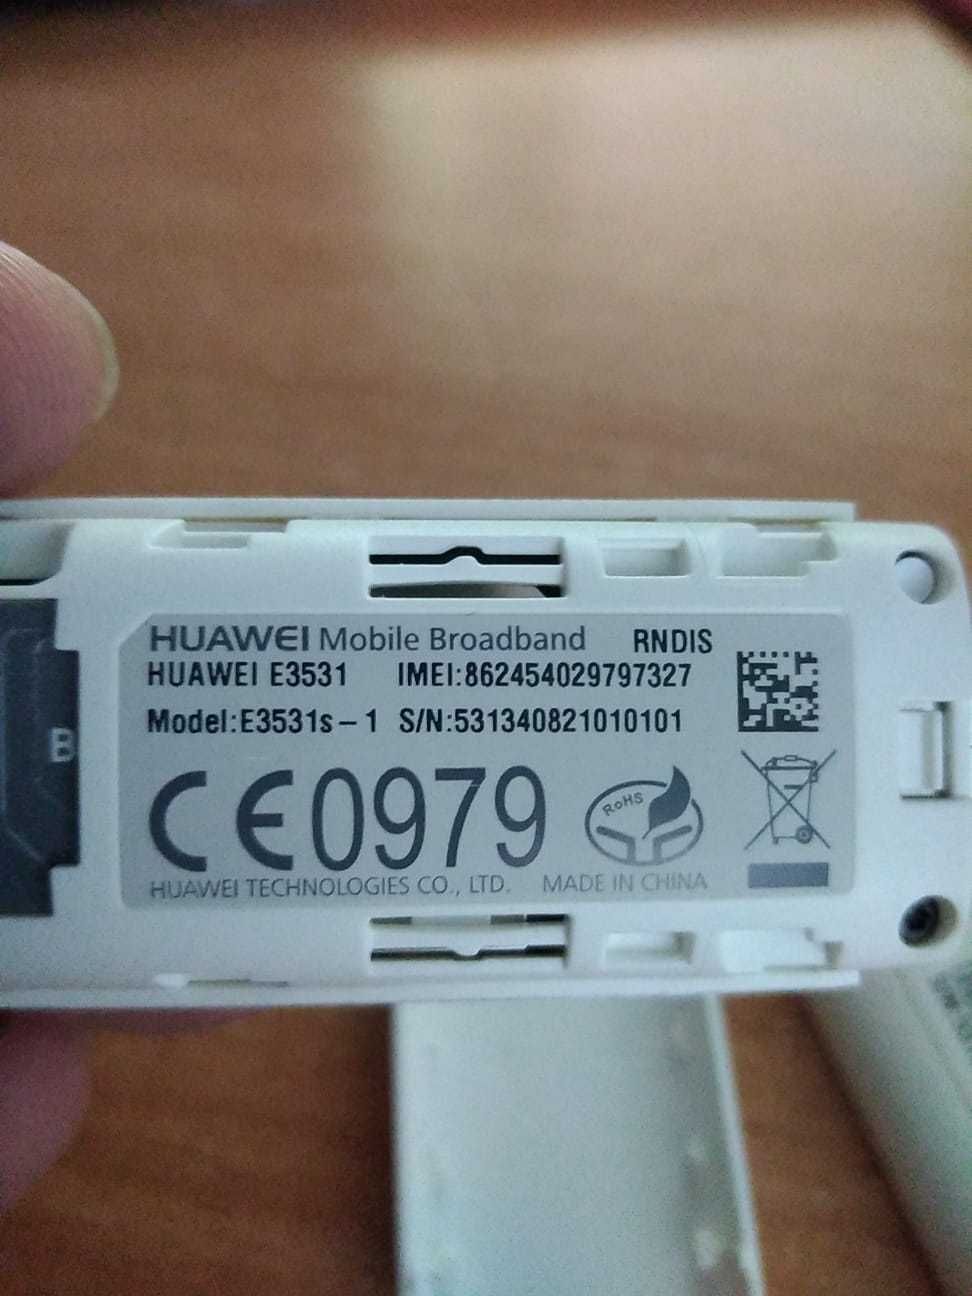 HUAWEI Mobile Broadband RNDIS
HUAWEI E3531 IMEI:862454029797327
Model:E3531s-1 S/N:531340821010101
CE0979
RoHS
HUAWEI TECHNOLOGIES CO., LTD. MADE IN CHINA
B